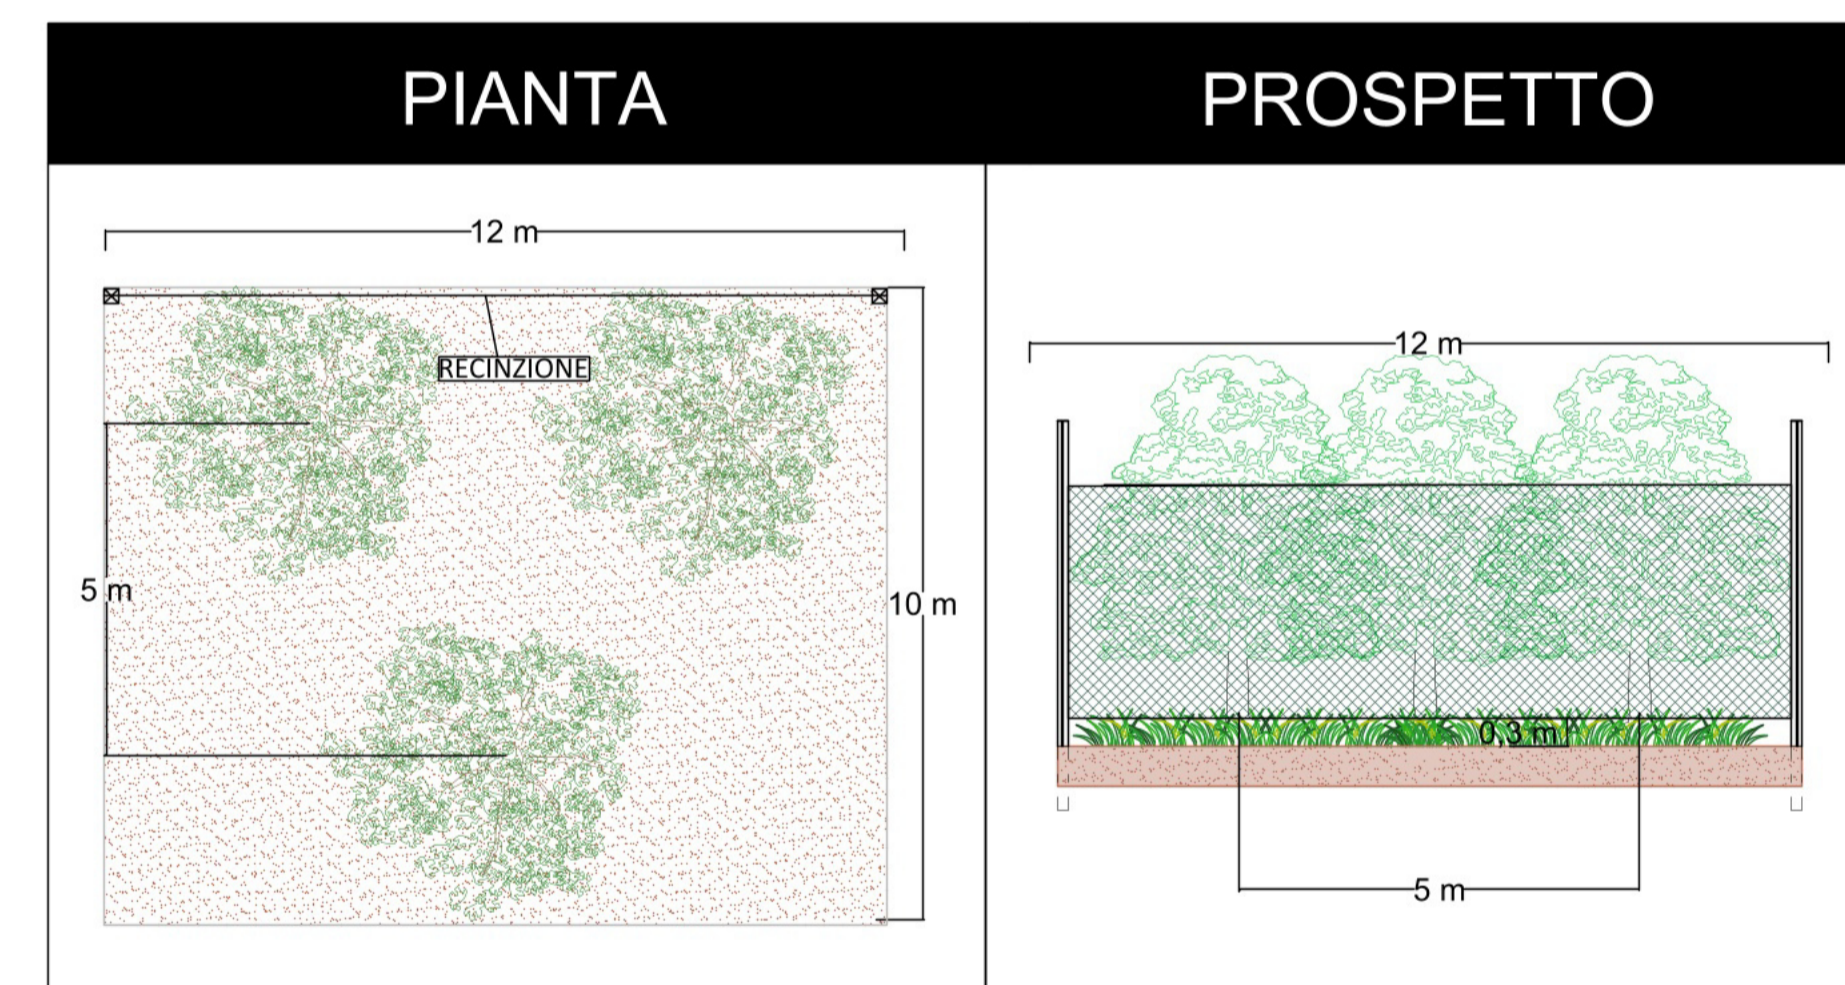 PIANTA
PROSPETTO
12 m
RECINZIONE
5 m
10 m
12 m
0,3 m
5 m